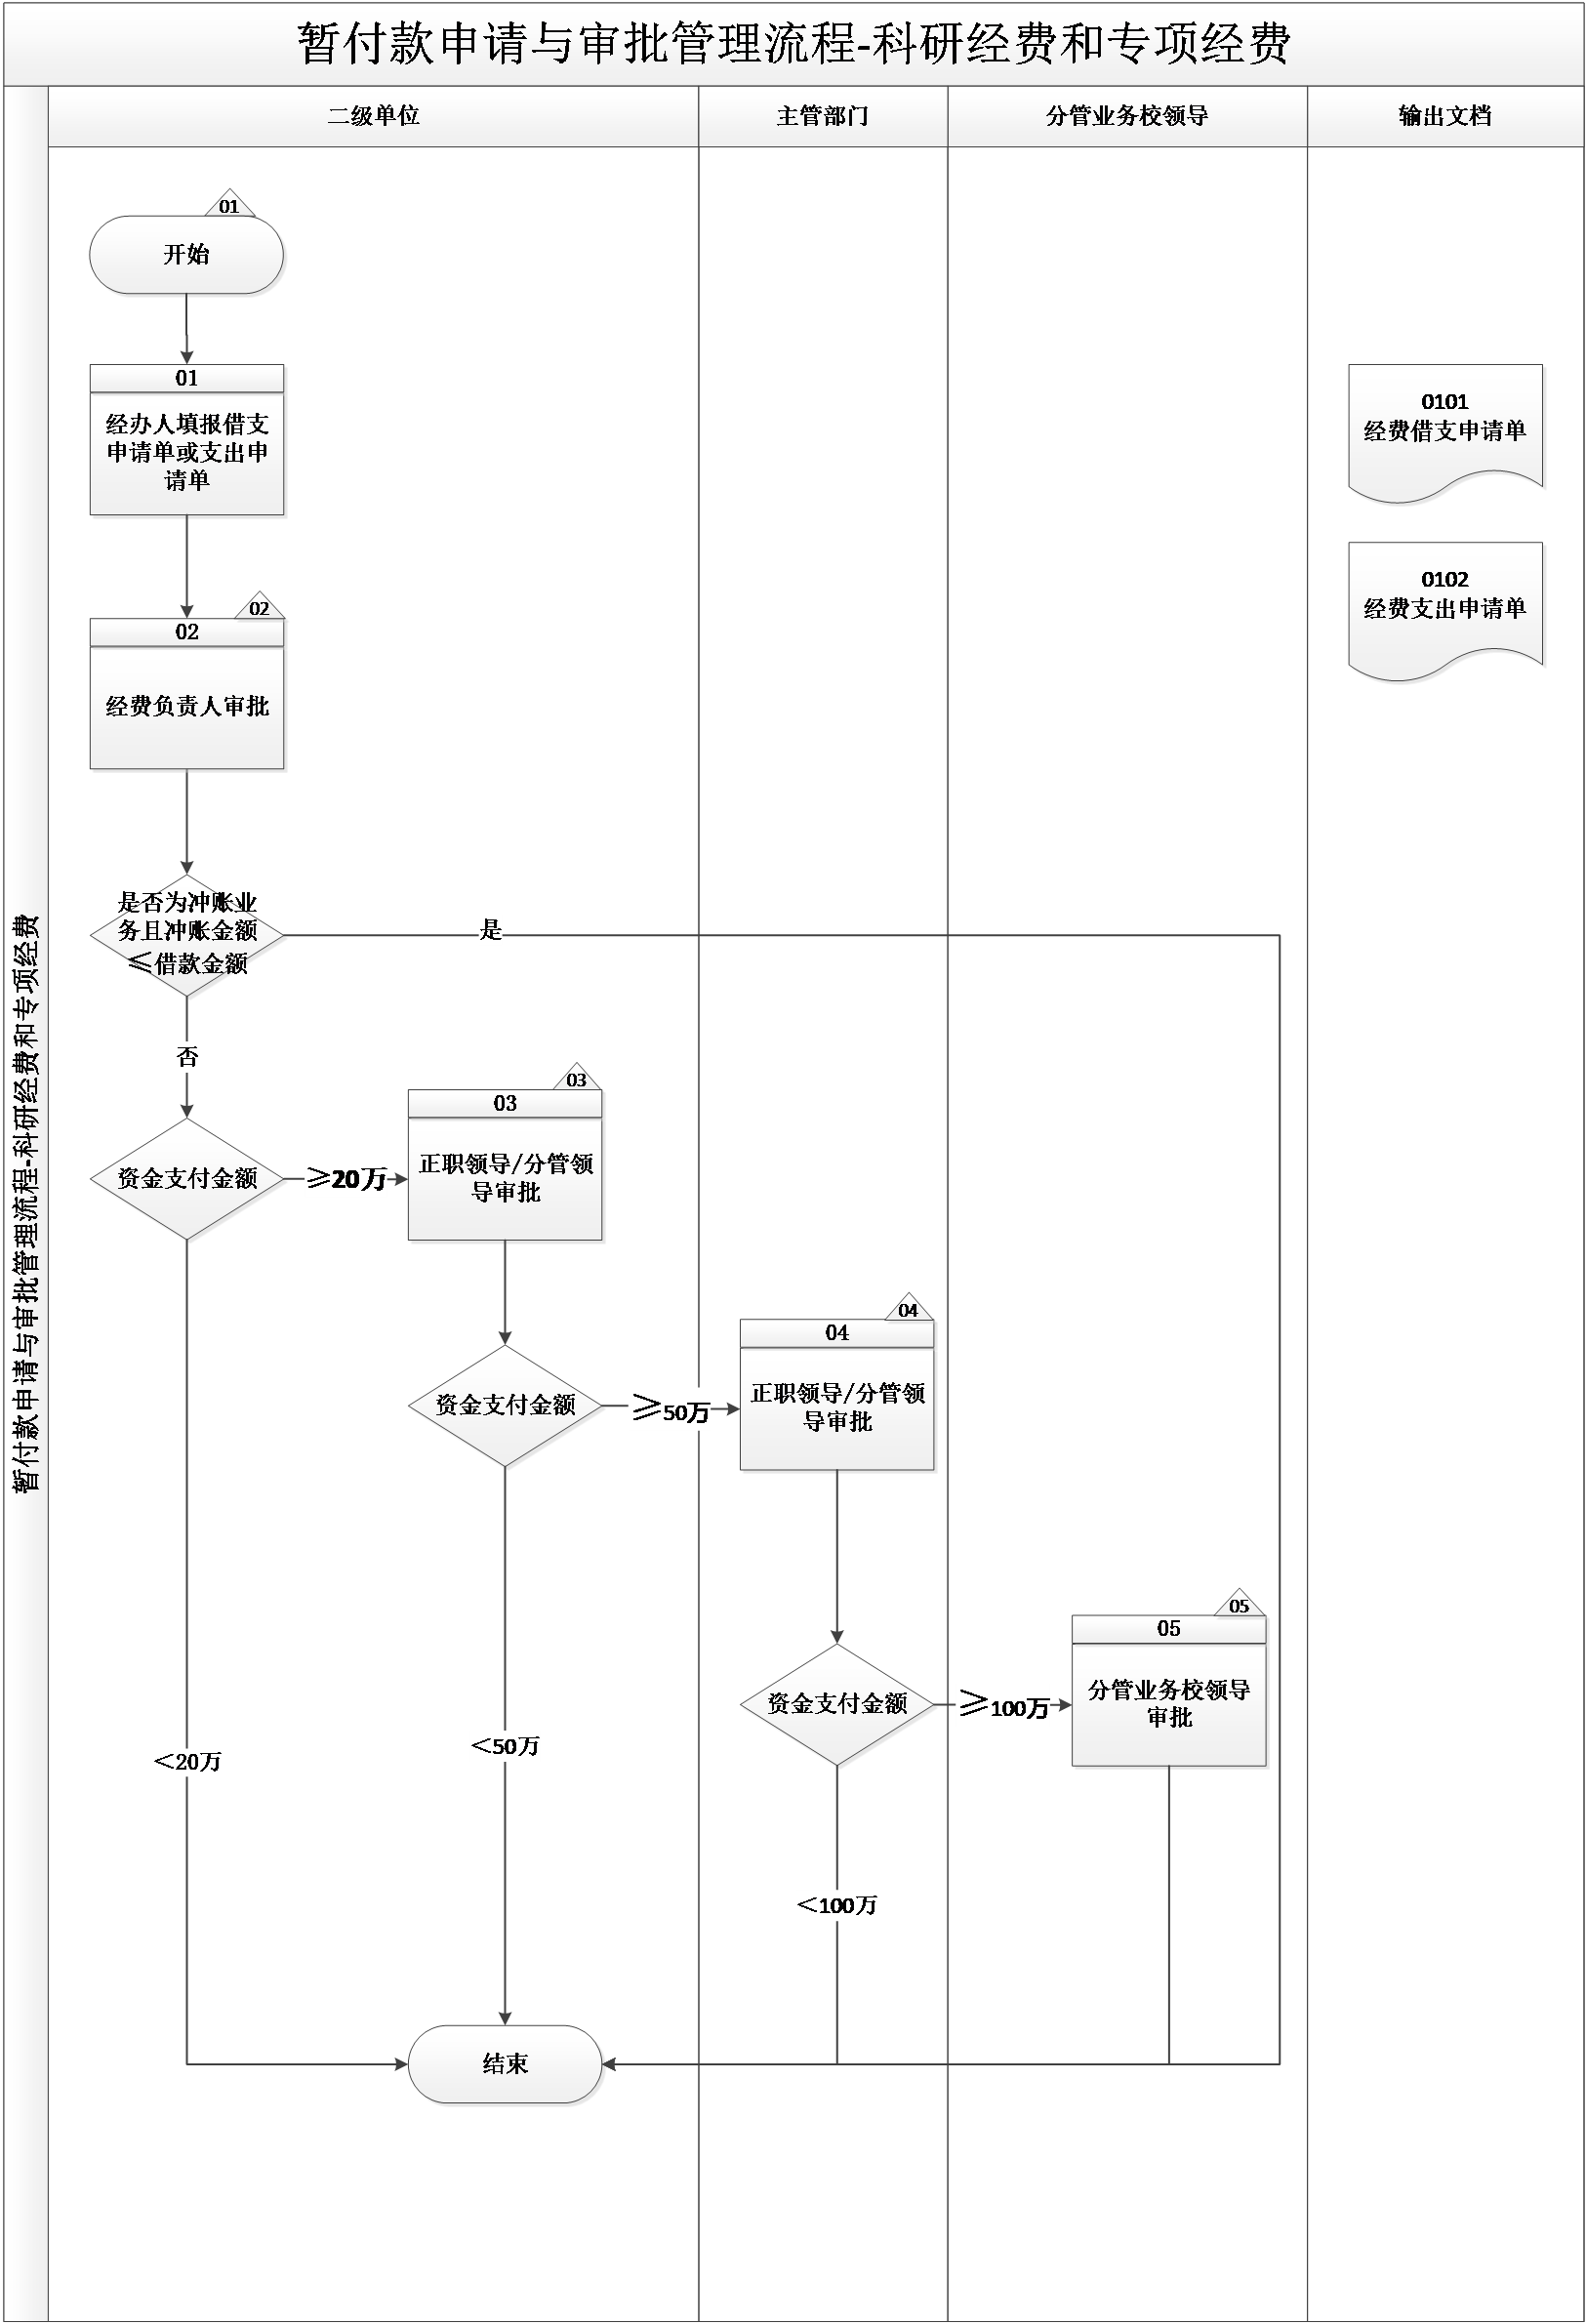 暂付款申请与审批管理流程-科研经费和专项经费
暂付款申请与审批管理流程-科研经费和专项经费
二级单位
主管部门
分管业务校领导
输出文档
01
开始
01
经办人填报借支
申请单或支出申
请单
0101
经费借支申请单
0102
经费支出申请单
02
02
经费负责人审批
是否为冲账业
务且冲账金额
≤借款金额
是
否
资金支付金额
≥20万
03
03
正职领导/分管领
导审批
资金支付金额
≥50万
04
04
正职领导/分管领
导审批
资金支付金额
≥100万
05
05
分管业务校领导
审批
<20万
<50万
<100万
结束